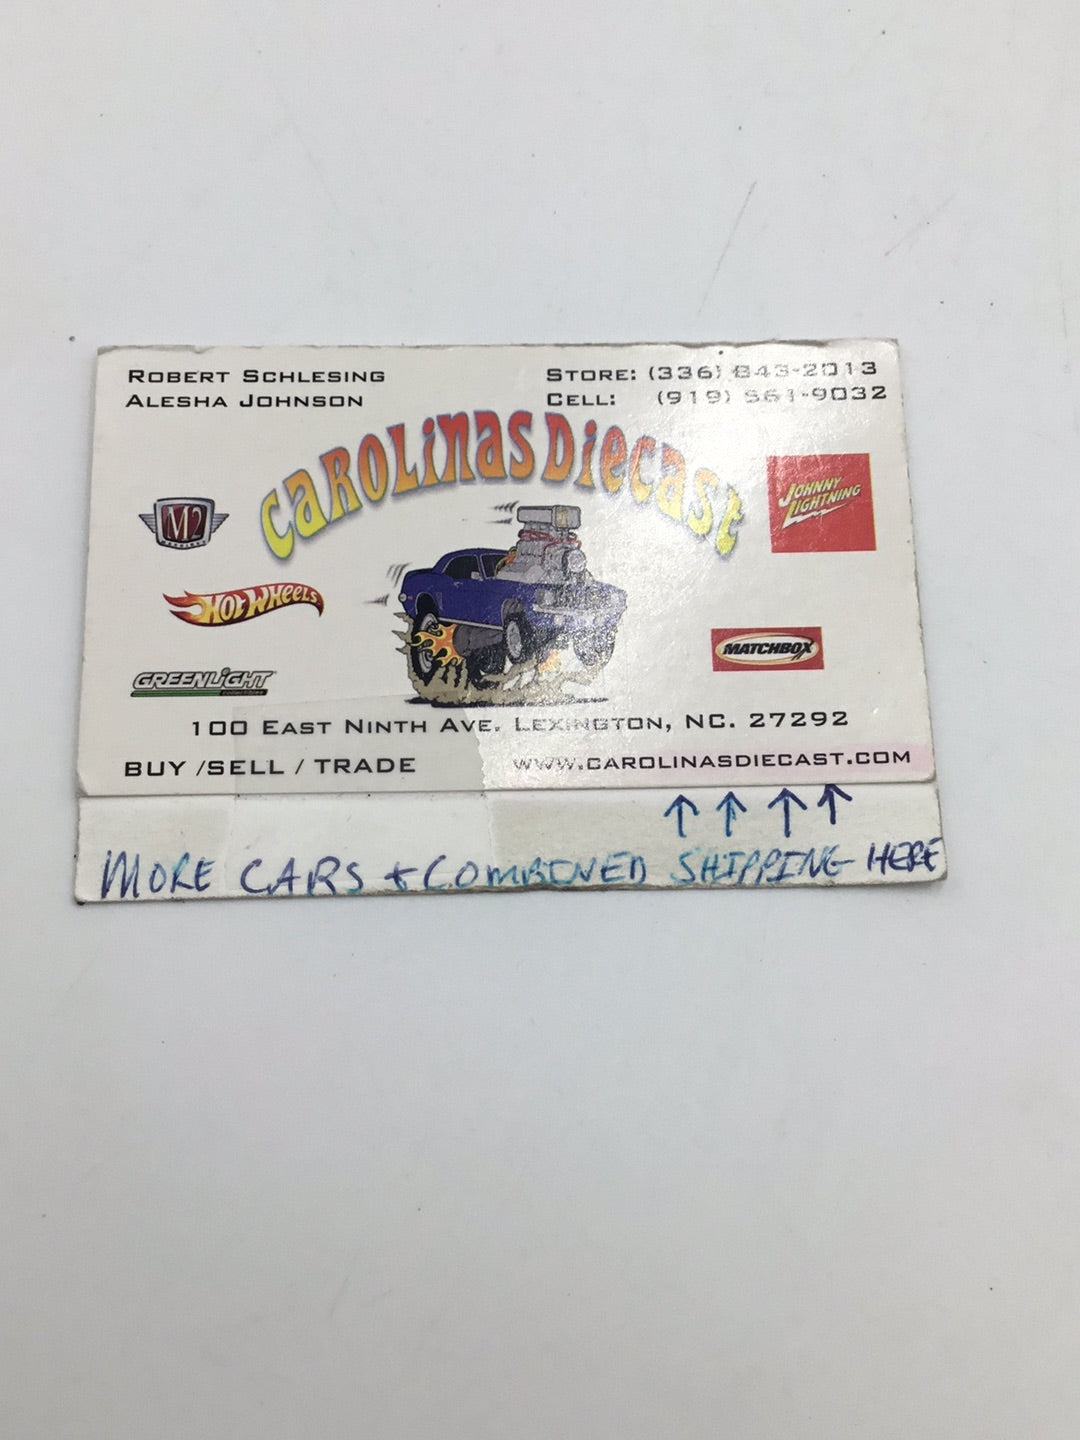 ROBERT SCHLESING
ALESHA JOHNSON
STORE: (336) 843-2013
CELL: (919) 561-9032
CAROLINAS DIECAST
M2
MACHINES
JOHNNY LIGHTNING
HOT WHEELS
MATCHBOX
GREENLIGHT
collectibles
100 EAST NINTH AVE. LEXINGTON, NC. 27292
BUY /SELL / TRADE
WWW.CAROLINASDIECAST.COM
MORE CARS + COMBINED SHIPPING HERE